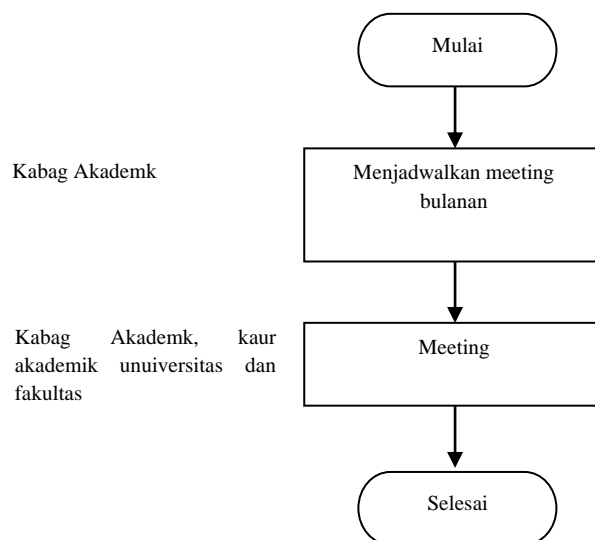 Mulai
Kabag Akademk
Menjadwalkan meeting
bulanan
Kabag Akademk, kaur
akademik unuiversitas dan
fakultas
Meeting
Selesai